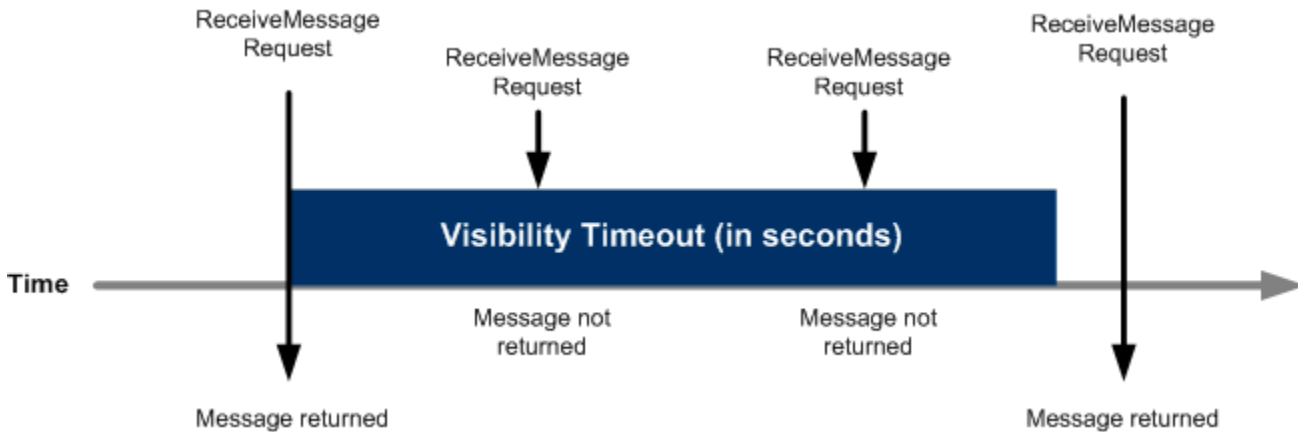 ReceiveMessage
Request
ReceiveMessage
Request
ReceiveMessage
Request
ReceiveMessage
Request
Visibility Timeout (in seconds)
Time
Message not
returned
Message not
returned
Message returned
Message returned